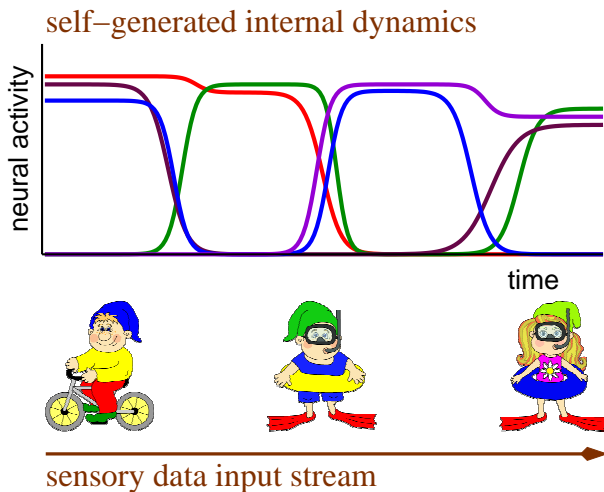 self−generated internal dynamics
neural activity
time
sensory data input stream